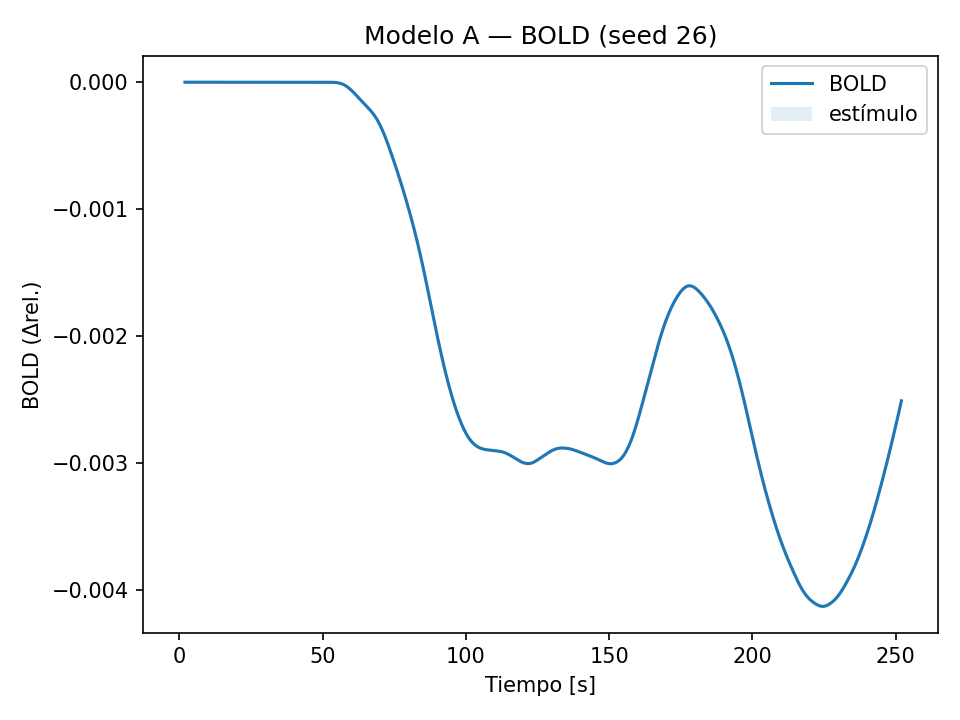 Modelo A — BOLD (seed 26)
BOLD
estímulo
0.000
−0.001
−0.002
−0.003
−0.004
BOLD (Δrel.)
0 50 100 150 200 250
Tiempo [s]